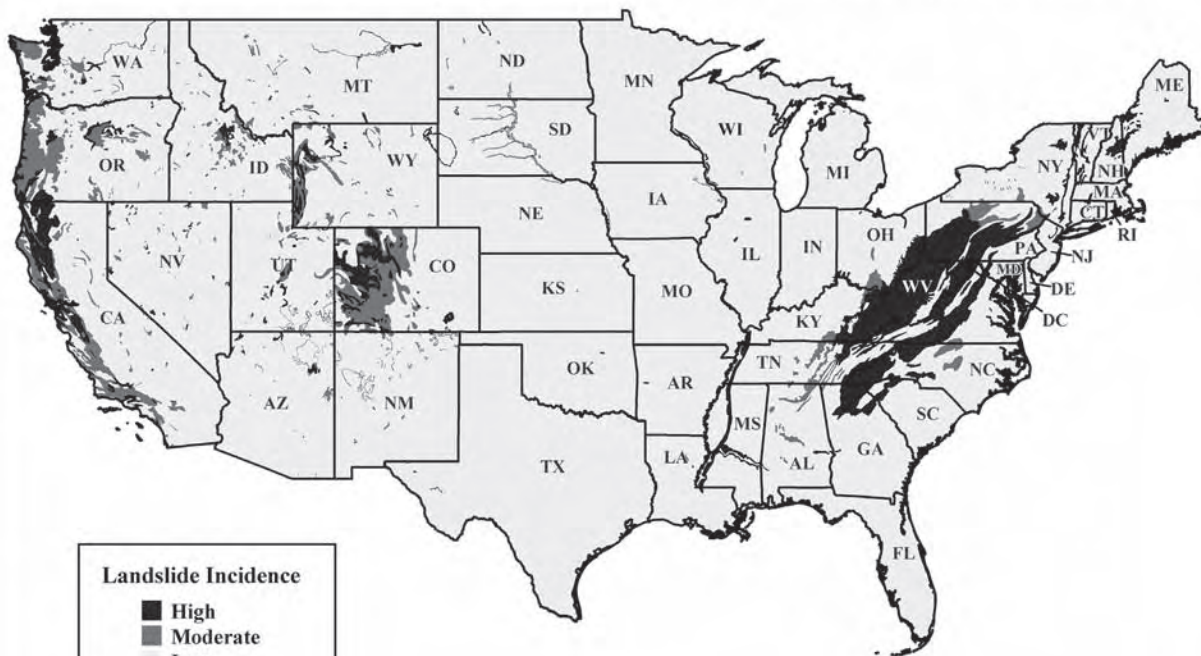 WA
MT
ND
MN
ME
VT
OR
ID
WY
SD
WI
MI
NY
NH
MA
CT
RI
NV
UT
CO
NE
IA
IL
IN
OH
PA
NJ
CA
KS
MO
WV
MD
DE
DC
KY
AZ
NM
OK
AR
TN
NC
TX
LA
MS
AL
GA
SC
FL
Landslide Incidence
High
Moderate